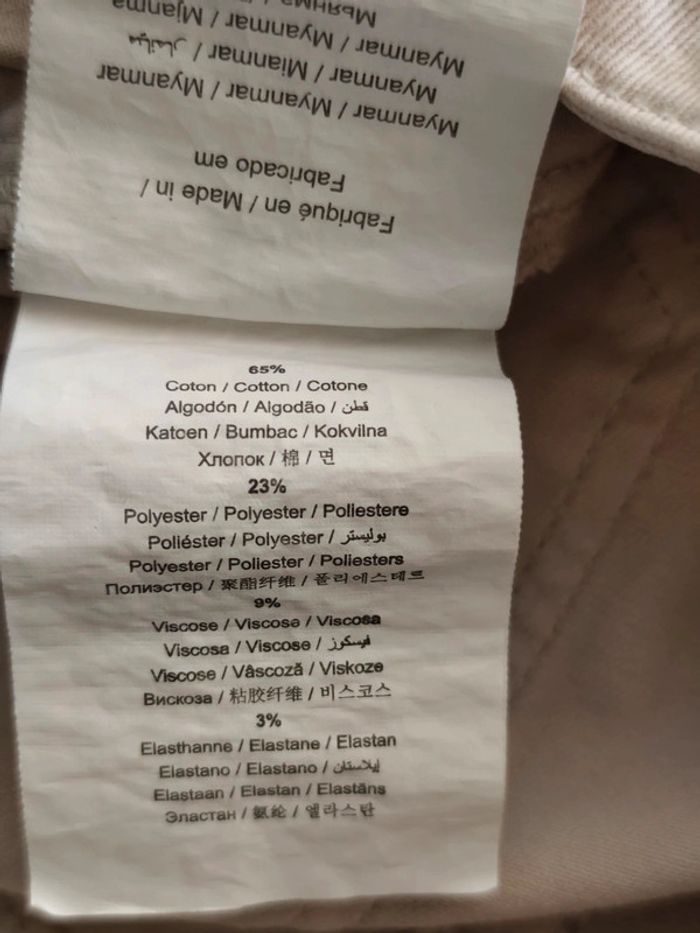 Fabriqué en / Made in /
Fabricado em
Myanmar / Myanmar / Myanmar
Myanmar / Mianmar / ميانمار
Myanmar / Myanmar / Mjanma
65%
Coton / Cotton / Cotone
Algodón / Algodão / قطن
Katoen / Bumbac / Kokvilna
Хлопок / 棉 / 면
23%
Polyester / Polyester / Poliestere
Poliéster / Polyester / بوليستر
Polyester / Poliester / Poliesters
Полиэстер / 聚酯纤维 / 폴리에스테르
9%
Viscose / Viscose / Viscosa
Viscosa / Viscose / فيسكوز
Viscose / Vâscoză / Viskoze
Вискоза / 粘胶纤维 / 비스코스
3%
Elasthanne / Elastane / Elastan
Elastano / Elastano / إيلاستان
Elastaan / Elastan / Elastāns
Эластан / 氨纶 / 엘라스탄